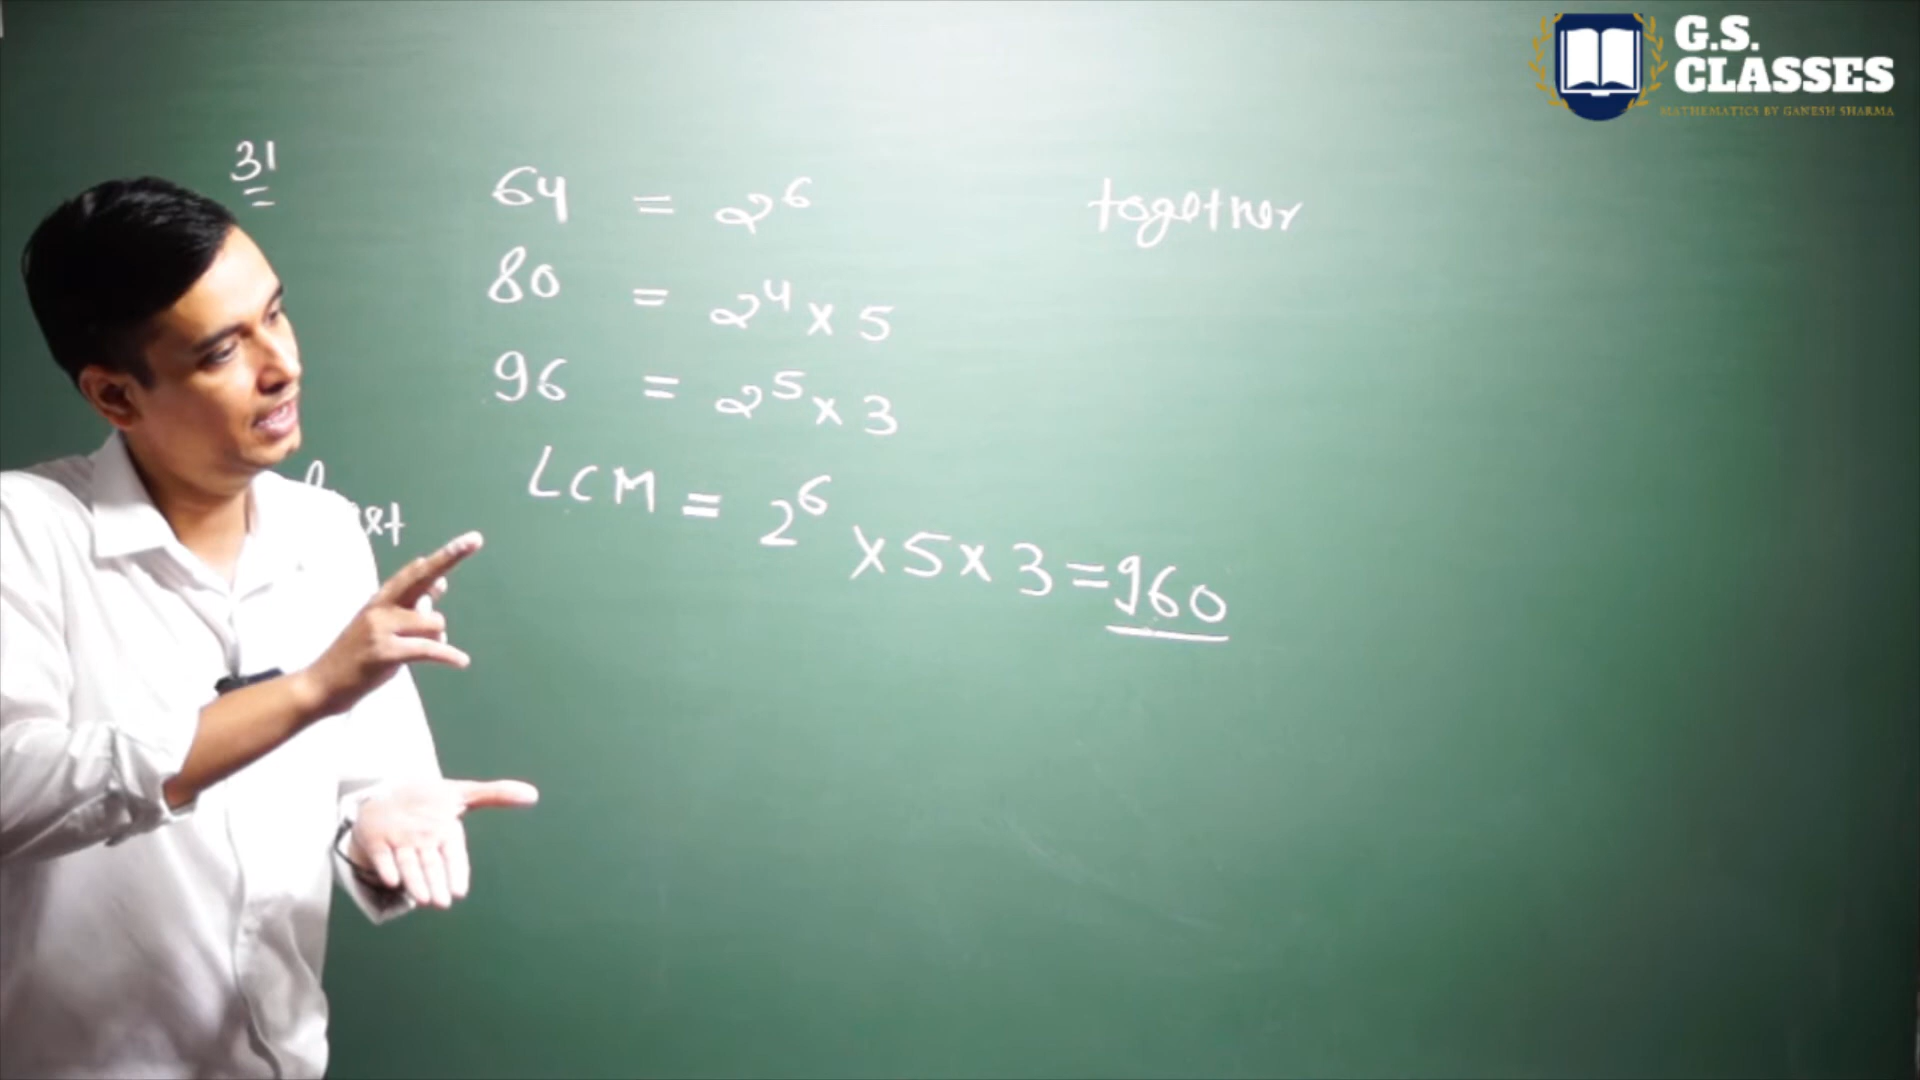 G.S.
CLASSES
MATHEMATICS BY GANESH SHARMA
31
64 = 2⁶
together
80 = 2⁴ × 5
96 = 2⁵ × 3
LCM = 2⁶ × 5 × 3 = 960